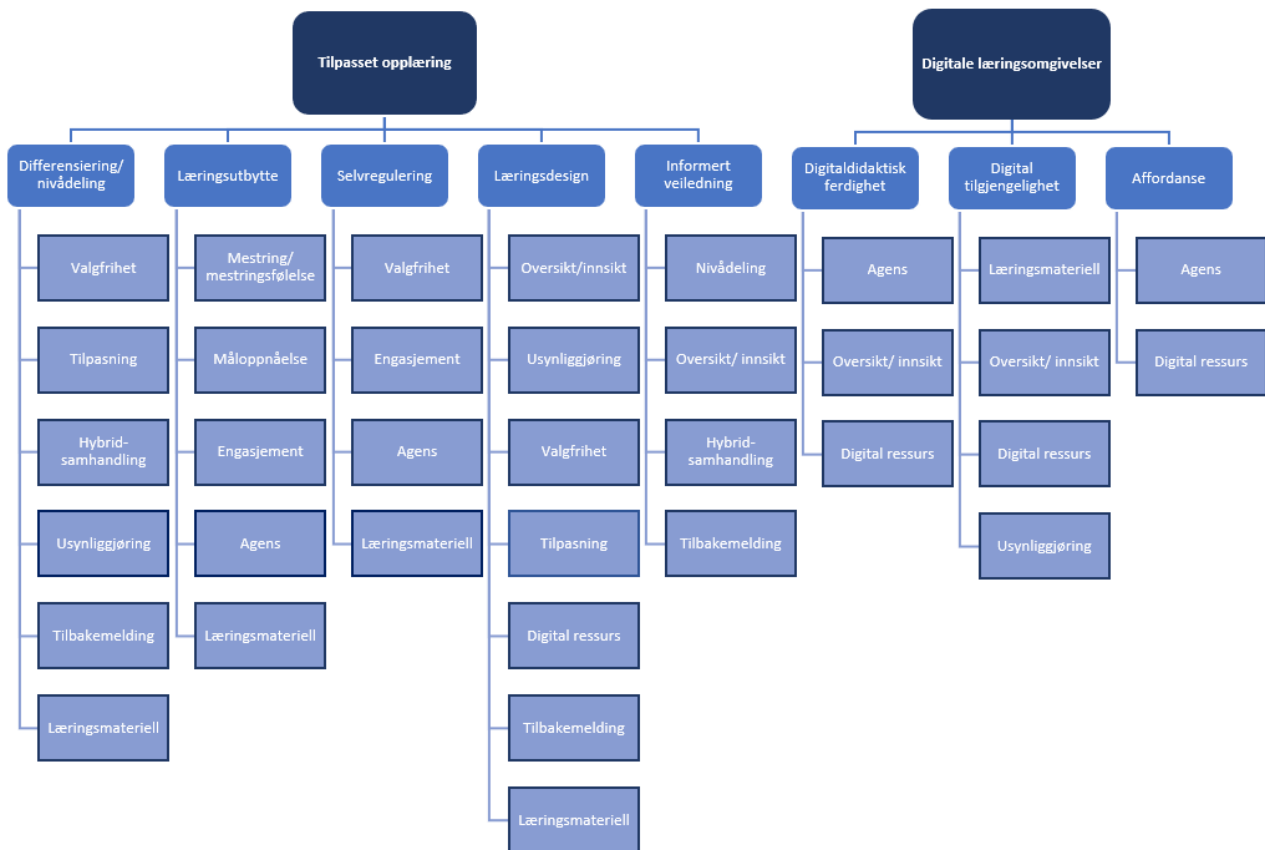 Tilpasset opplæring
Digitale læringsomgivelser
Differensiering/
nivådeling
Læringsutbytte
Selvregulering
Læringsdesign
Informert
veiledning
Digitaldidaktisk
ferdighet
Digital
tilgjengelighet
Affordanse
Valgfrihet
Tilpasning
Hybrid-
samhandling
Usynliggjøring
Tilbakemelding
Læringsmateriell
Mestring/
mestringsfølelse
Måloppnåelse
Engasjement
Agens
Læringsmateriell
Valgfrihet
Engasjement
Agens
Læringsmateriell
Oversikt/innsikt
Usynliggjøring
Valgfrihet
Tilpasning
Digital ressurs
Tilbakemelding
Læringsmateriell
Nivådeling
Oversikt/ innsikt
Hybrid-
samhandling
Tilbakemelding
Agens
Oversikt/ innsikt
Digital ressurs
Læringsmateriell
Oversikt/ innsikt
Digital ressurs
Usynliggjøring
Agens
Digital ressurs